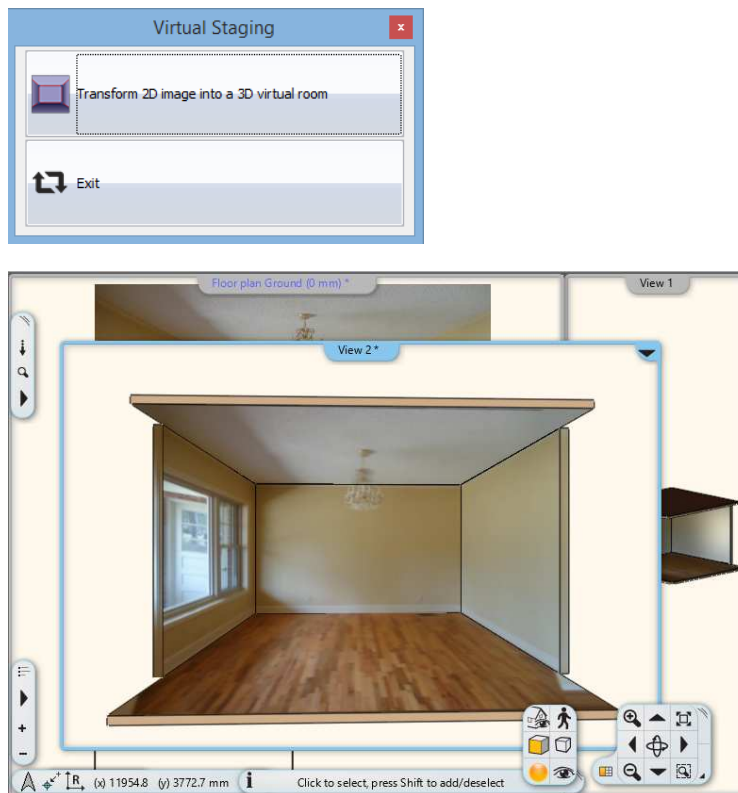 Virtual Staging
x
Transform 2D image into a 3D virtual room
Exit
Floor plan Ground (0 mm) *
View 1
View 2 *
R
(x) 11954.8 (y) 3772.7 mm
i
Click to select, press Shift to add/deselect